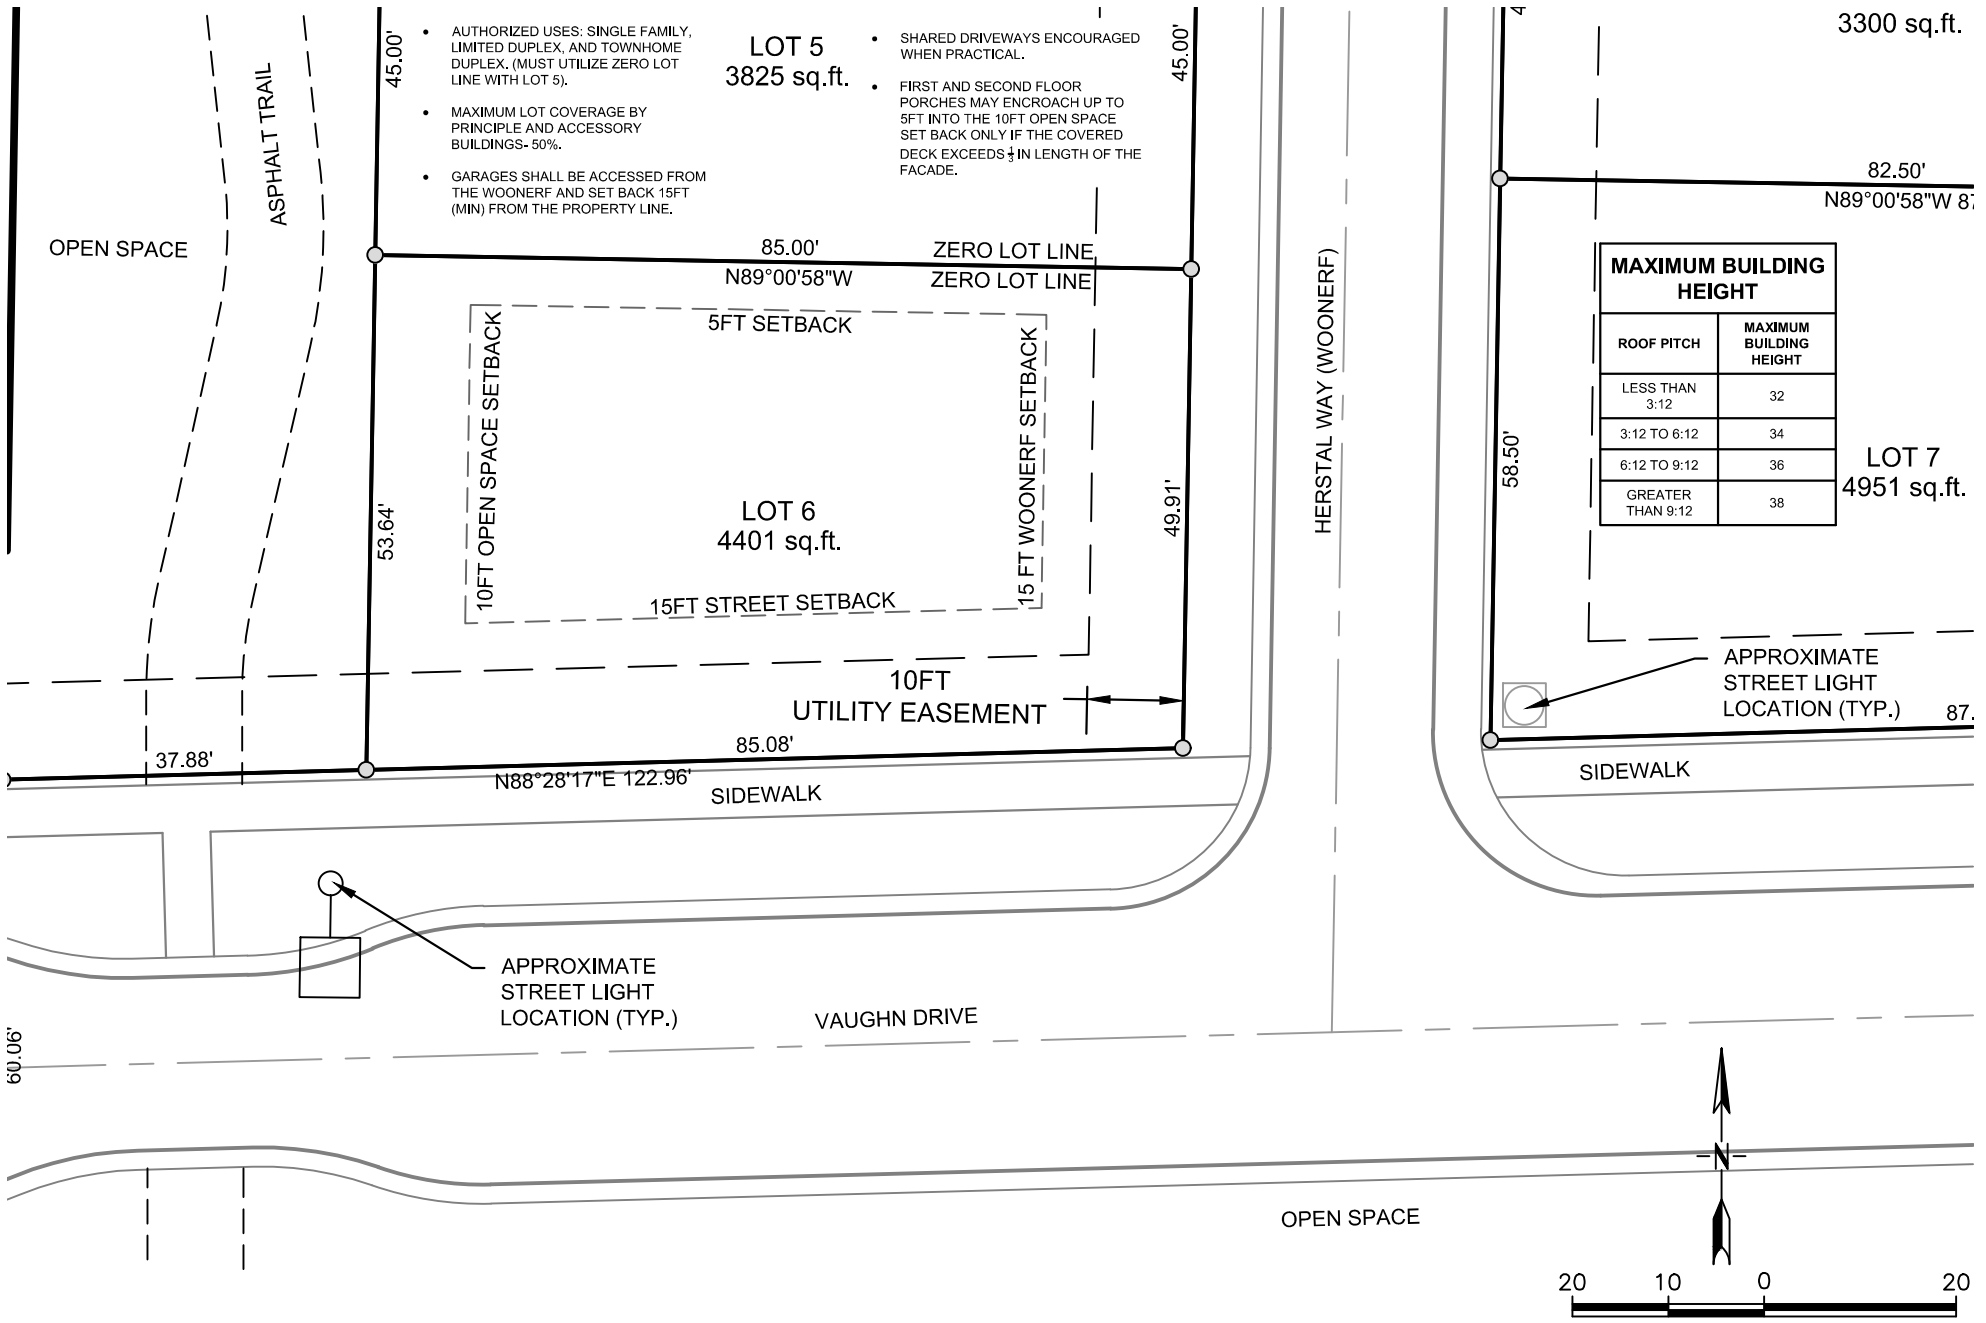 45.00'
• AUTHORIZED USES: SINGLE FAMILY,
LIMITED DUPLEX, AND TOWNHOME
DUPLEX. (MUST UTILIZE ZERO LOT
LINE WITH LOT 5).
• MAXIMUM LOT COVERAGE BY
PRINCIPLE AND ACCESSORY
BUILDINGS- 50%.
• GARAGES SHALL BE ACCESSED FROM
THE WOONERF AND SET BACK 15FT
(MIN) FROM THE PROPERTY LINE.
LOT 5
3825 sq.ft.
• SHARED DRIVEWAYS ENCOURAGED
WHEN PRACTICAL.
• FIRST AND SECOND FLOOR
PORCHES MAY ENCROACH UP TO
5FT INTO THE 10FT OPEN SPACE
SET BACK ONLY IF THE COVERED
DECK EXCEEDS 1/3 IN LENGTH OF THE
FACADE.
45.00'
4
3300 sq.ft.
ASPHALT TRAIL
OPEN SPACE
85.00'
N89°00'58"W
ZERO LOT LINE
ZERO LOT LINE
82.50'
N89°00'58"W 87
5FT SETBACK
10FT OPEN SPACE SETBACK
15 FT WOONERF SETBACK
LOT 6
4401 sq.ft.
15FT STREET SETBACK
53.64'
49.91'
HERSTAL WAY (WOONERF)
58.50'
MAXIMUM BUILDING
HEIGHT
ROOF PITCH
MAXIMUM
BUILDING
HEIGHT
LESS THAN
3:12
32
3:12 TO 6:12
34
6:12 TO 9:12
36
GREATER
THAN 9:12
38
LOT 7
4951 sq.ft.
10FT
UTILITY EASEMENT
APPROXIMATE
STREET LIGHT
LOCATION (TYP.)
87.
37.88'
85.08'
N88°28'17"E 122.96'
SIDEWALK
SIDEWALK
APPROXIMATE
STREET LIGHT
LOCATION (TYP.)
VAUGHN DRIVE
60.06'
N
OPEN SPACE
20 10 0 20